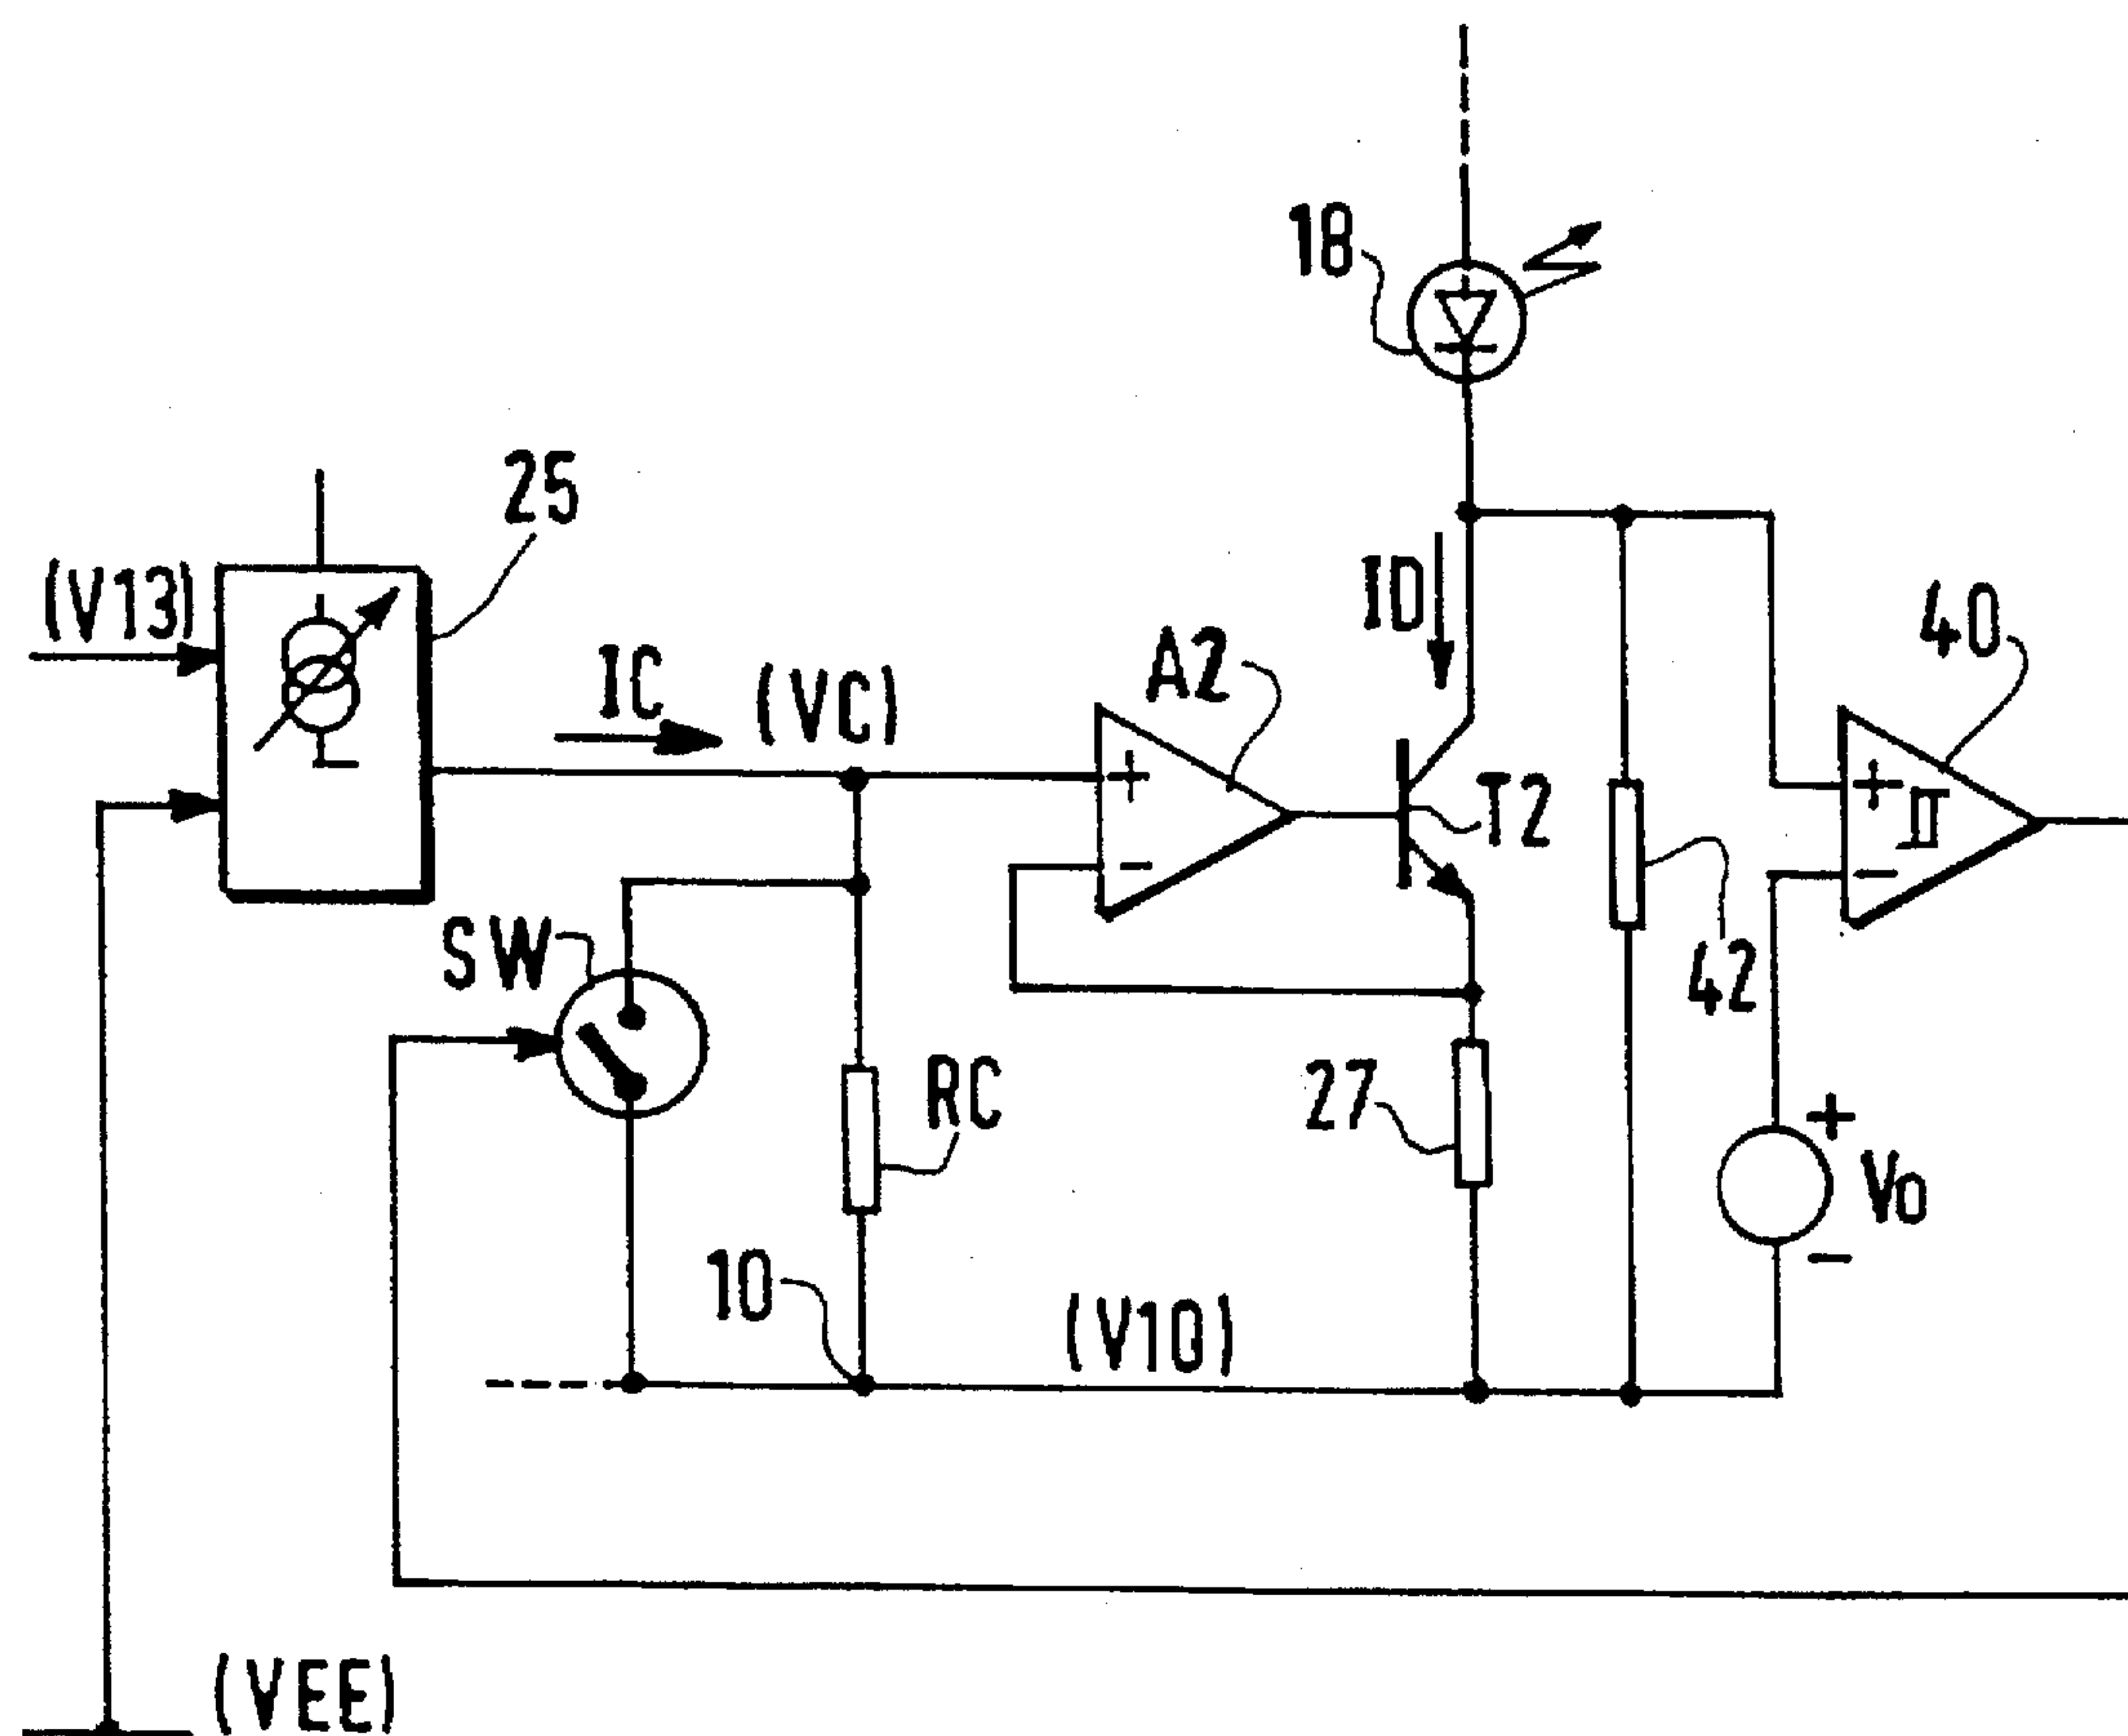 18
25
(V13)
ID
40
IC
(VC)
A2
+
-
T2
+
II
-
SW
42
RC
27
+
Vo
-
10
(V10)
(VEE)